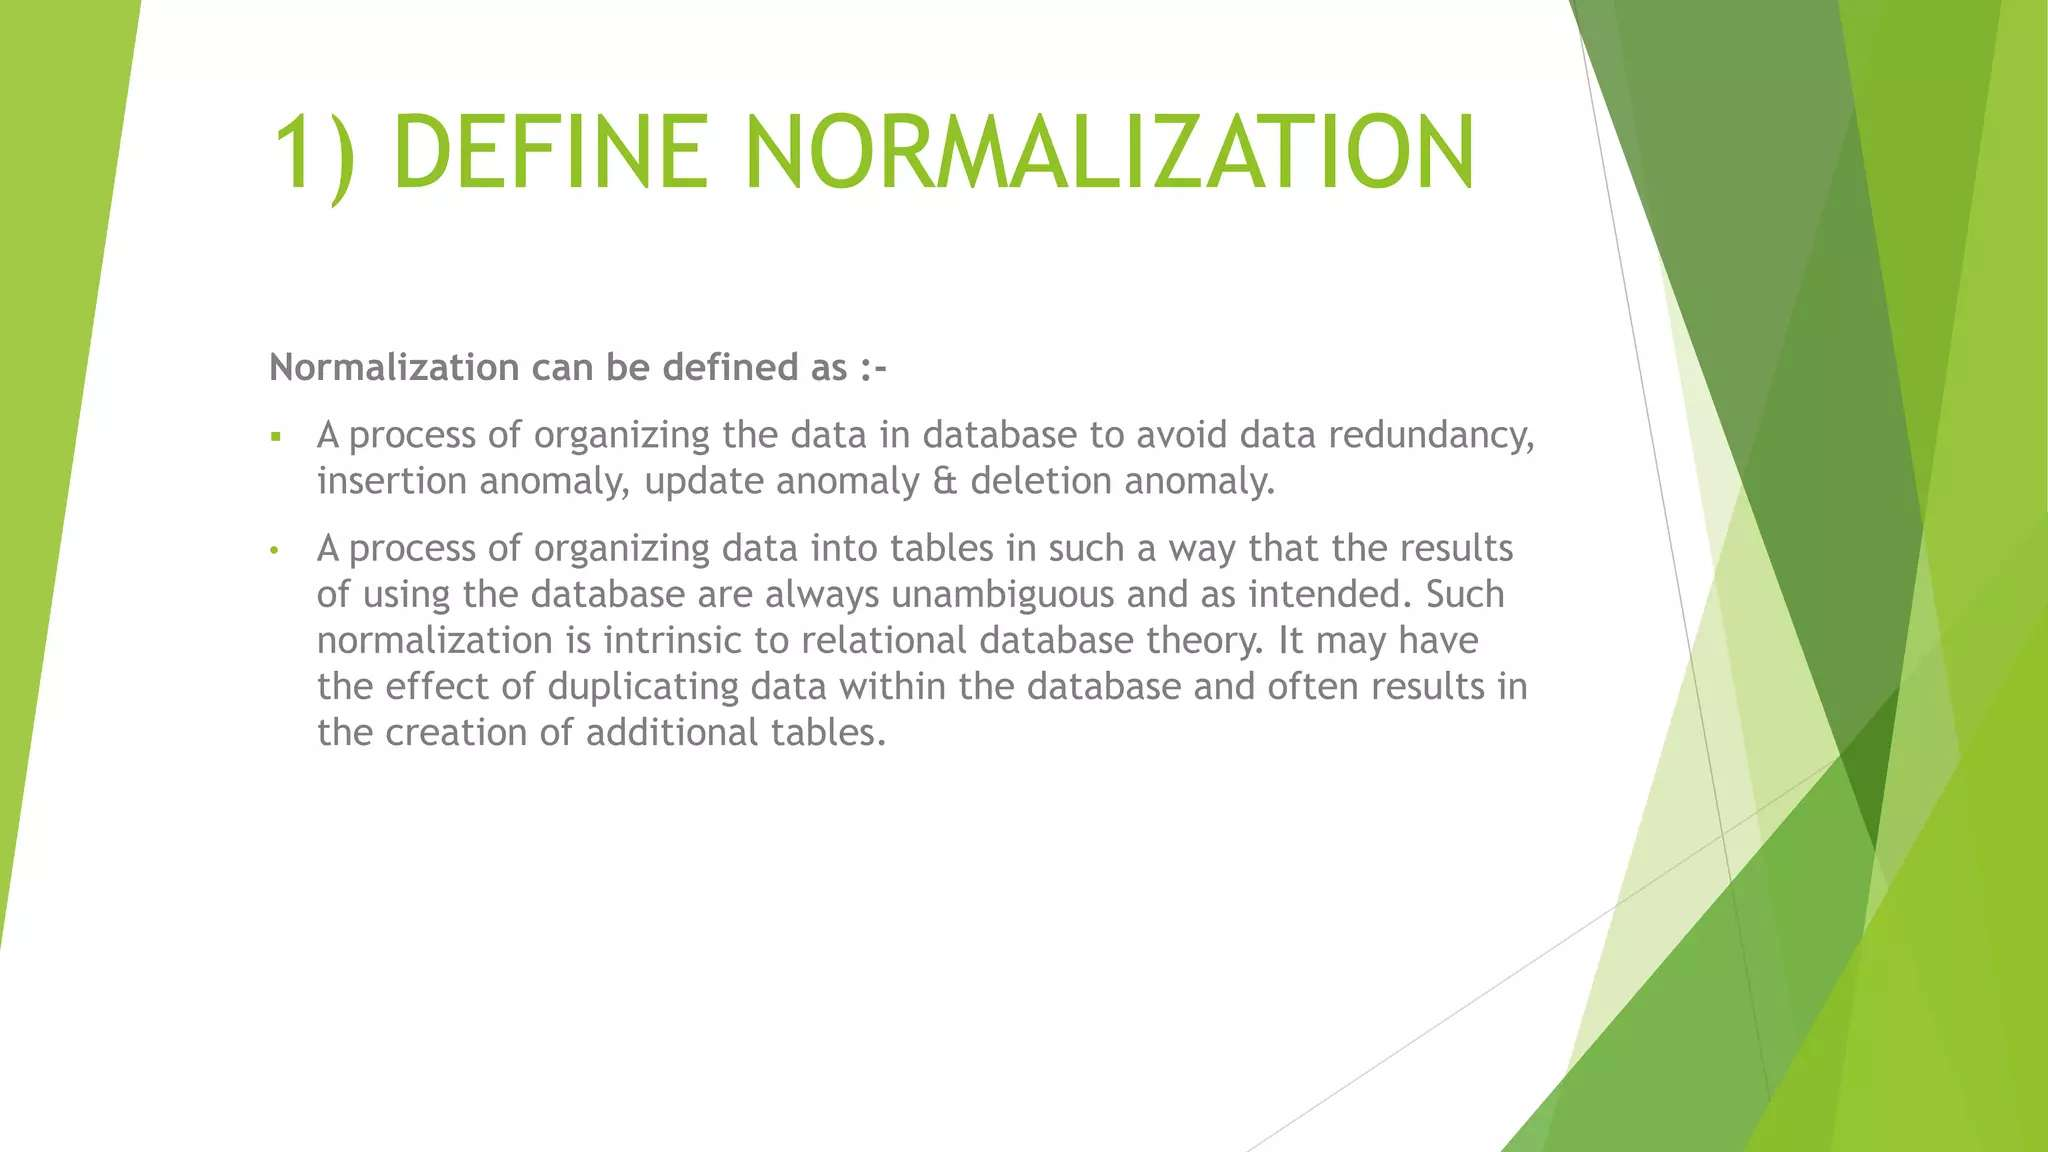 1) DEFINE NORMALIZATION
Normalization can be defined as :-
▪ A process of organizing the data in database to avoid data redundancy,
insertion anomaly, update anomaly & deletion anomaly.
• A process of organizing data into tables in such a way that the results
of using the database are always unambiguous and as intended. Such
normalization is intrinsic to relational database theory. It may have
the effect of duplicating data within the database and often results in
the creation of additional tables.